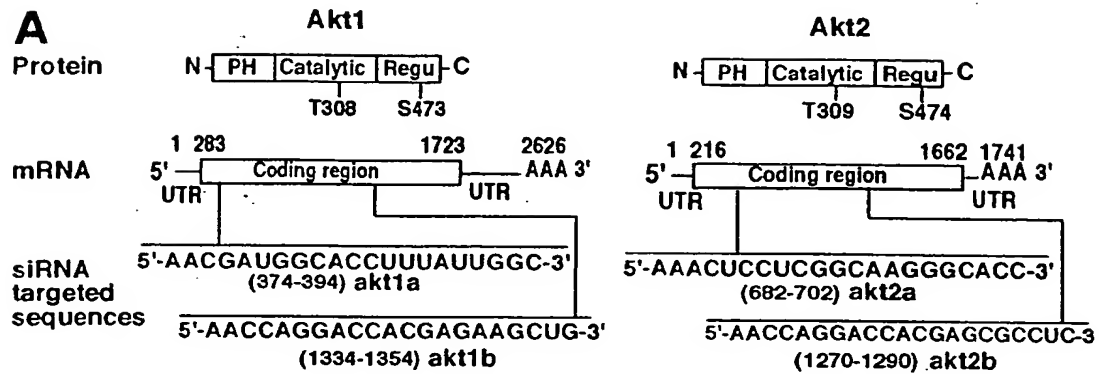 A
Akt1
Akt2
Protein
N PH Catalytic Regu C
T308 S473
N PH Catalytic Regu C
T309 S474
mRNA
1 283 1723 2626
5' Coding region AAA 3'
UTR UTR
1 216 1662 1741
5' Coding region AAA 3'
UTR UTR
siRNA
targeted
sequences
5'-AACGAUGGCACCUUUAUUGGC-3'
(374-394) akt1a
5'-AACCAGGACCACGAGAAGCUG-3'
(1334-1354) akt1b
5'-AAACUCCUCGGCAAGGGCACC-3'
(682-702) akt2a
5'-AACCAGGACCACGAGCGCCUC-3
(1270-1290) akt2b